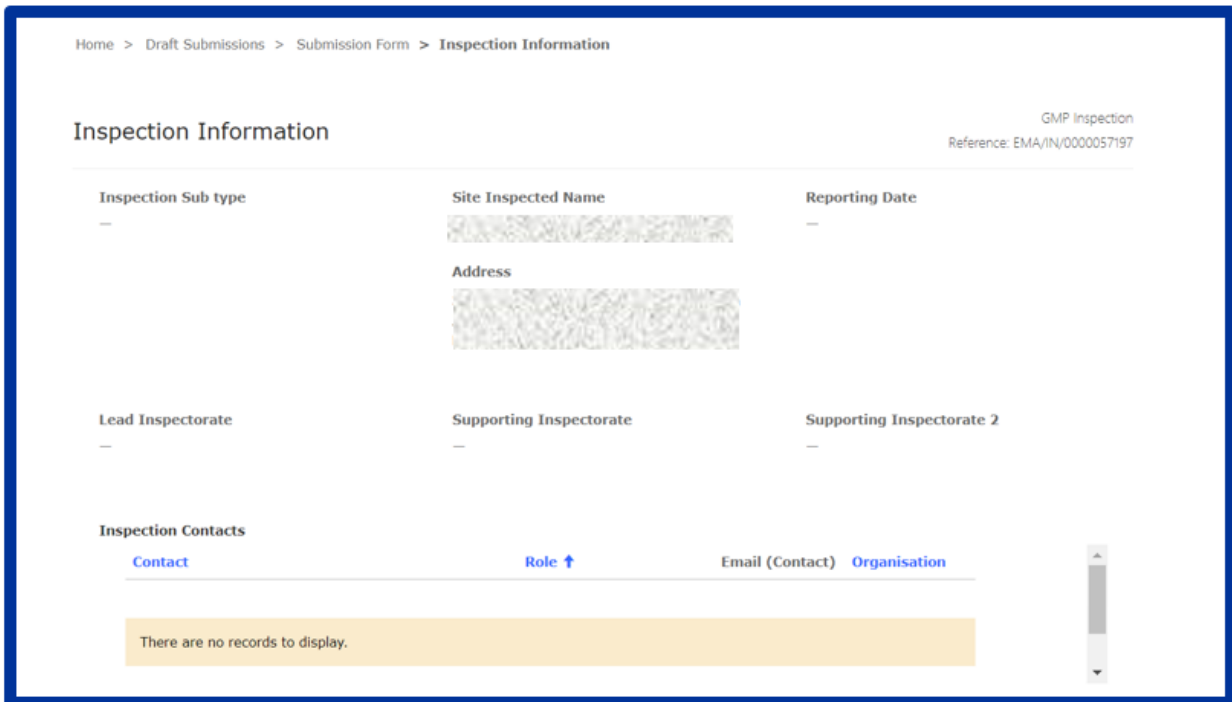 Home > Draft Submissions > Submission Form > Inspection Information
GMP Inspection
Inspection Information
Reference: EMA/IN/0000057197
Inspection Sub type
Site Inspected Name
Reporting Date
—
—
Address
Lead Inspectorate
Supporting Inspectorate
Supporting Inspectorate 2
—
—
—
Inspection Contacts
Contact
Role ↑
Email (Contact)
Organisation
There are no records to display.